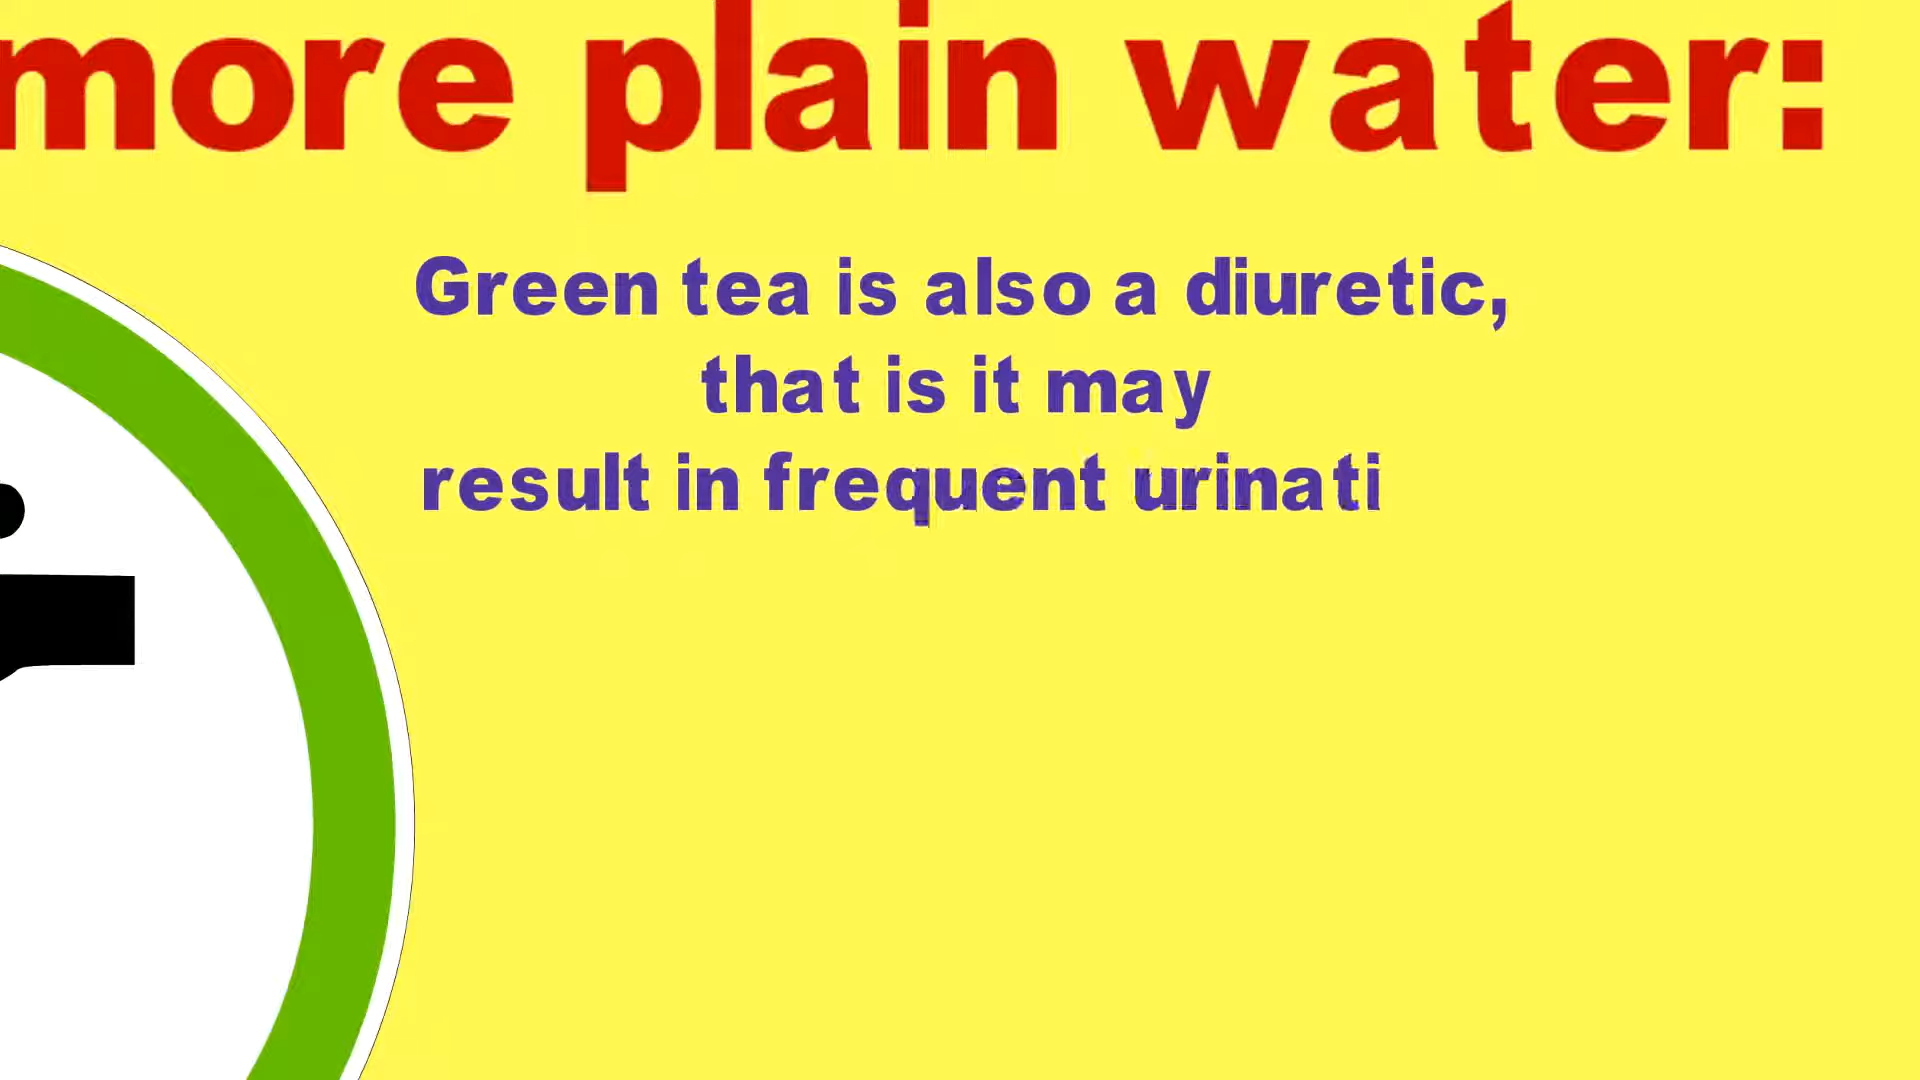 more plain water:
Green tea is also a diuretic,
that is it may
result in frequent urinati